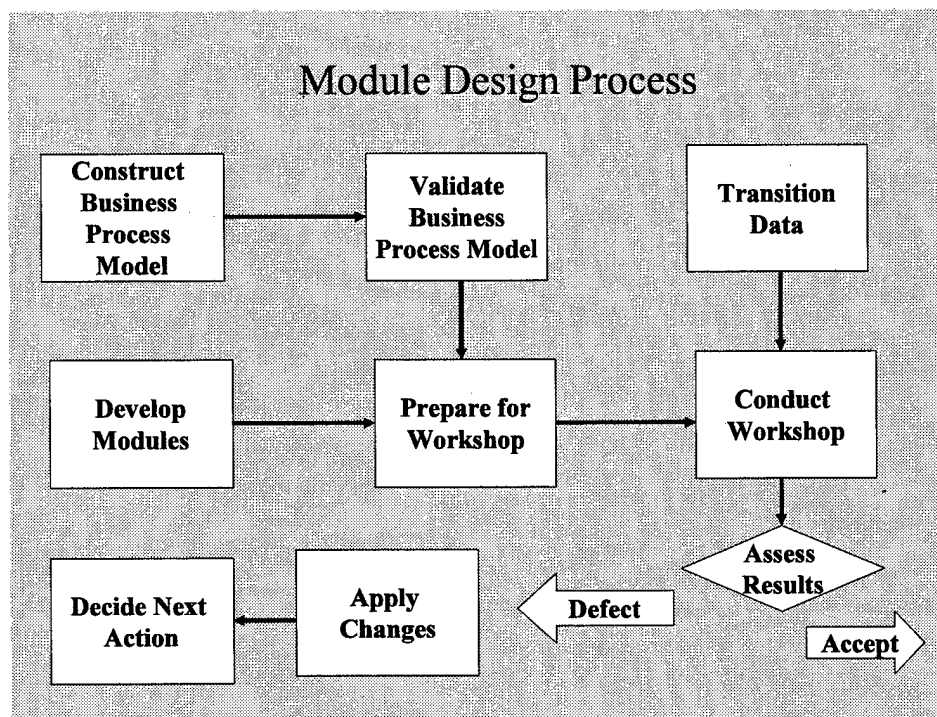 Module Design Process
Construct
Business
Process
Model
Validate
Business
Process Model
Transition
Data
Develop
Modules
Prepare for
Workshop
Conduct
Workshop
Assess
Results
Decide Next
Action
Apply
Changes
Defect
Accept